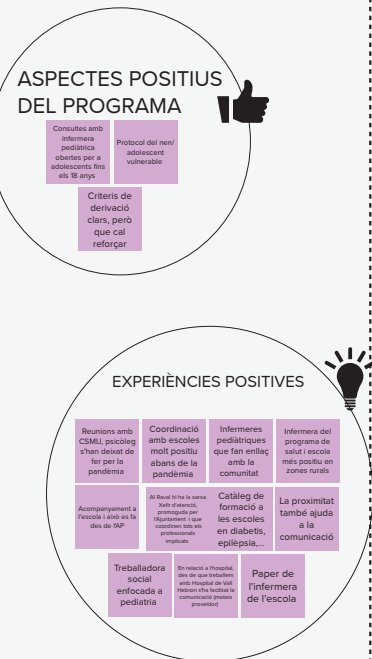 ASPECTES POSITIUS
DEL PROGRAMA
Consultes amb
infermera
pediàtrica
obertes per a
adolescents fins
els 18 anys
Protocol del nen/
adolescent
vulnerable
Criteris de
derivació
clars, però
que cal
reforçar
EXPERIÈNCIES POSITIVES
Reunions amb
CSMIJ, psicòleg
s'han deixat de
fer per la
pandèmia
Coordinació
amb escoles
molt positiu
abans de la
pandèmia
Infermeres
pediàtriques
que fan enllaç
amb la
comunitat
Infermera del
programa de
salut i escola
més positiu en
zones rurals
Acompanyament a
l'escola i això es fa
des de l'AP
Al Raval hi ha la xarxa
Xafir d'atenció,
promoguda per
l'Ajuntament i que
coordinen tots els
professionals
implicats
Catàleg de
formació a
les escoles
en diabetis,
epilèpsia,...
La proximitat
també ajuda
a la
comunicació
Treballadora
social
enfocada a
pediatria
En relació a l'hospital,
des de que treballem
amb Hospital de Vall
Hebron s'ha facilitat la
comunicació (mateix
proveïdor)
Paper de
l'infermera
de l'escola